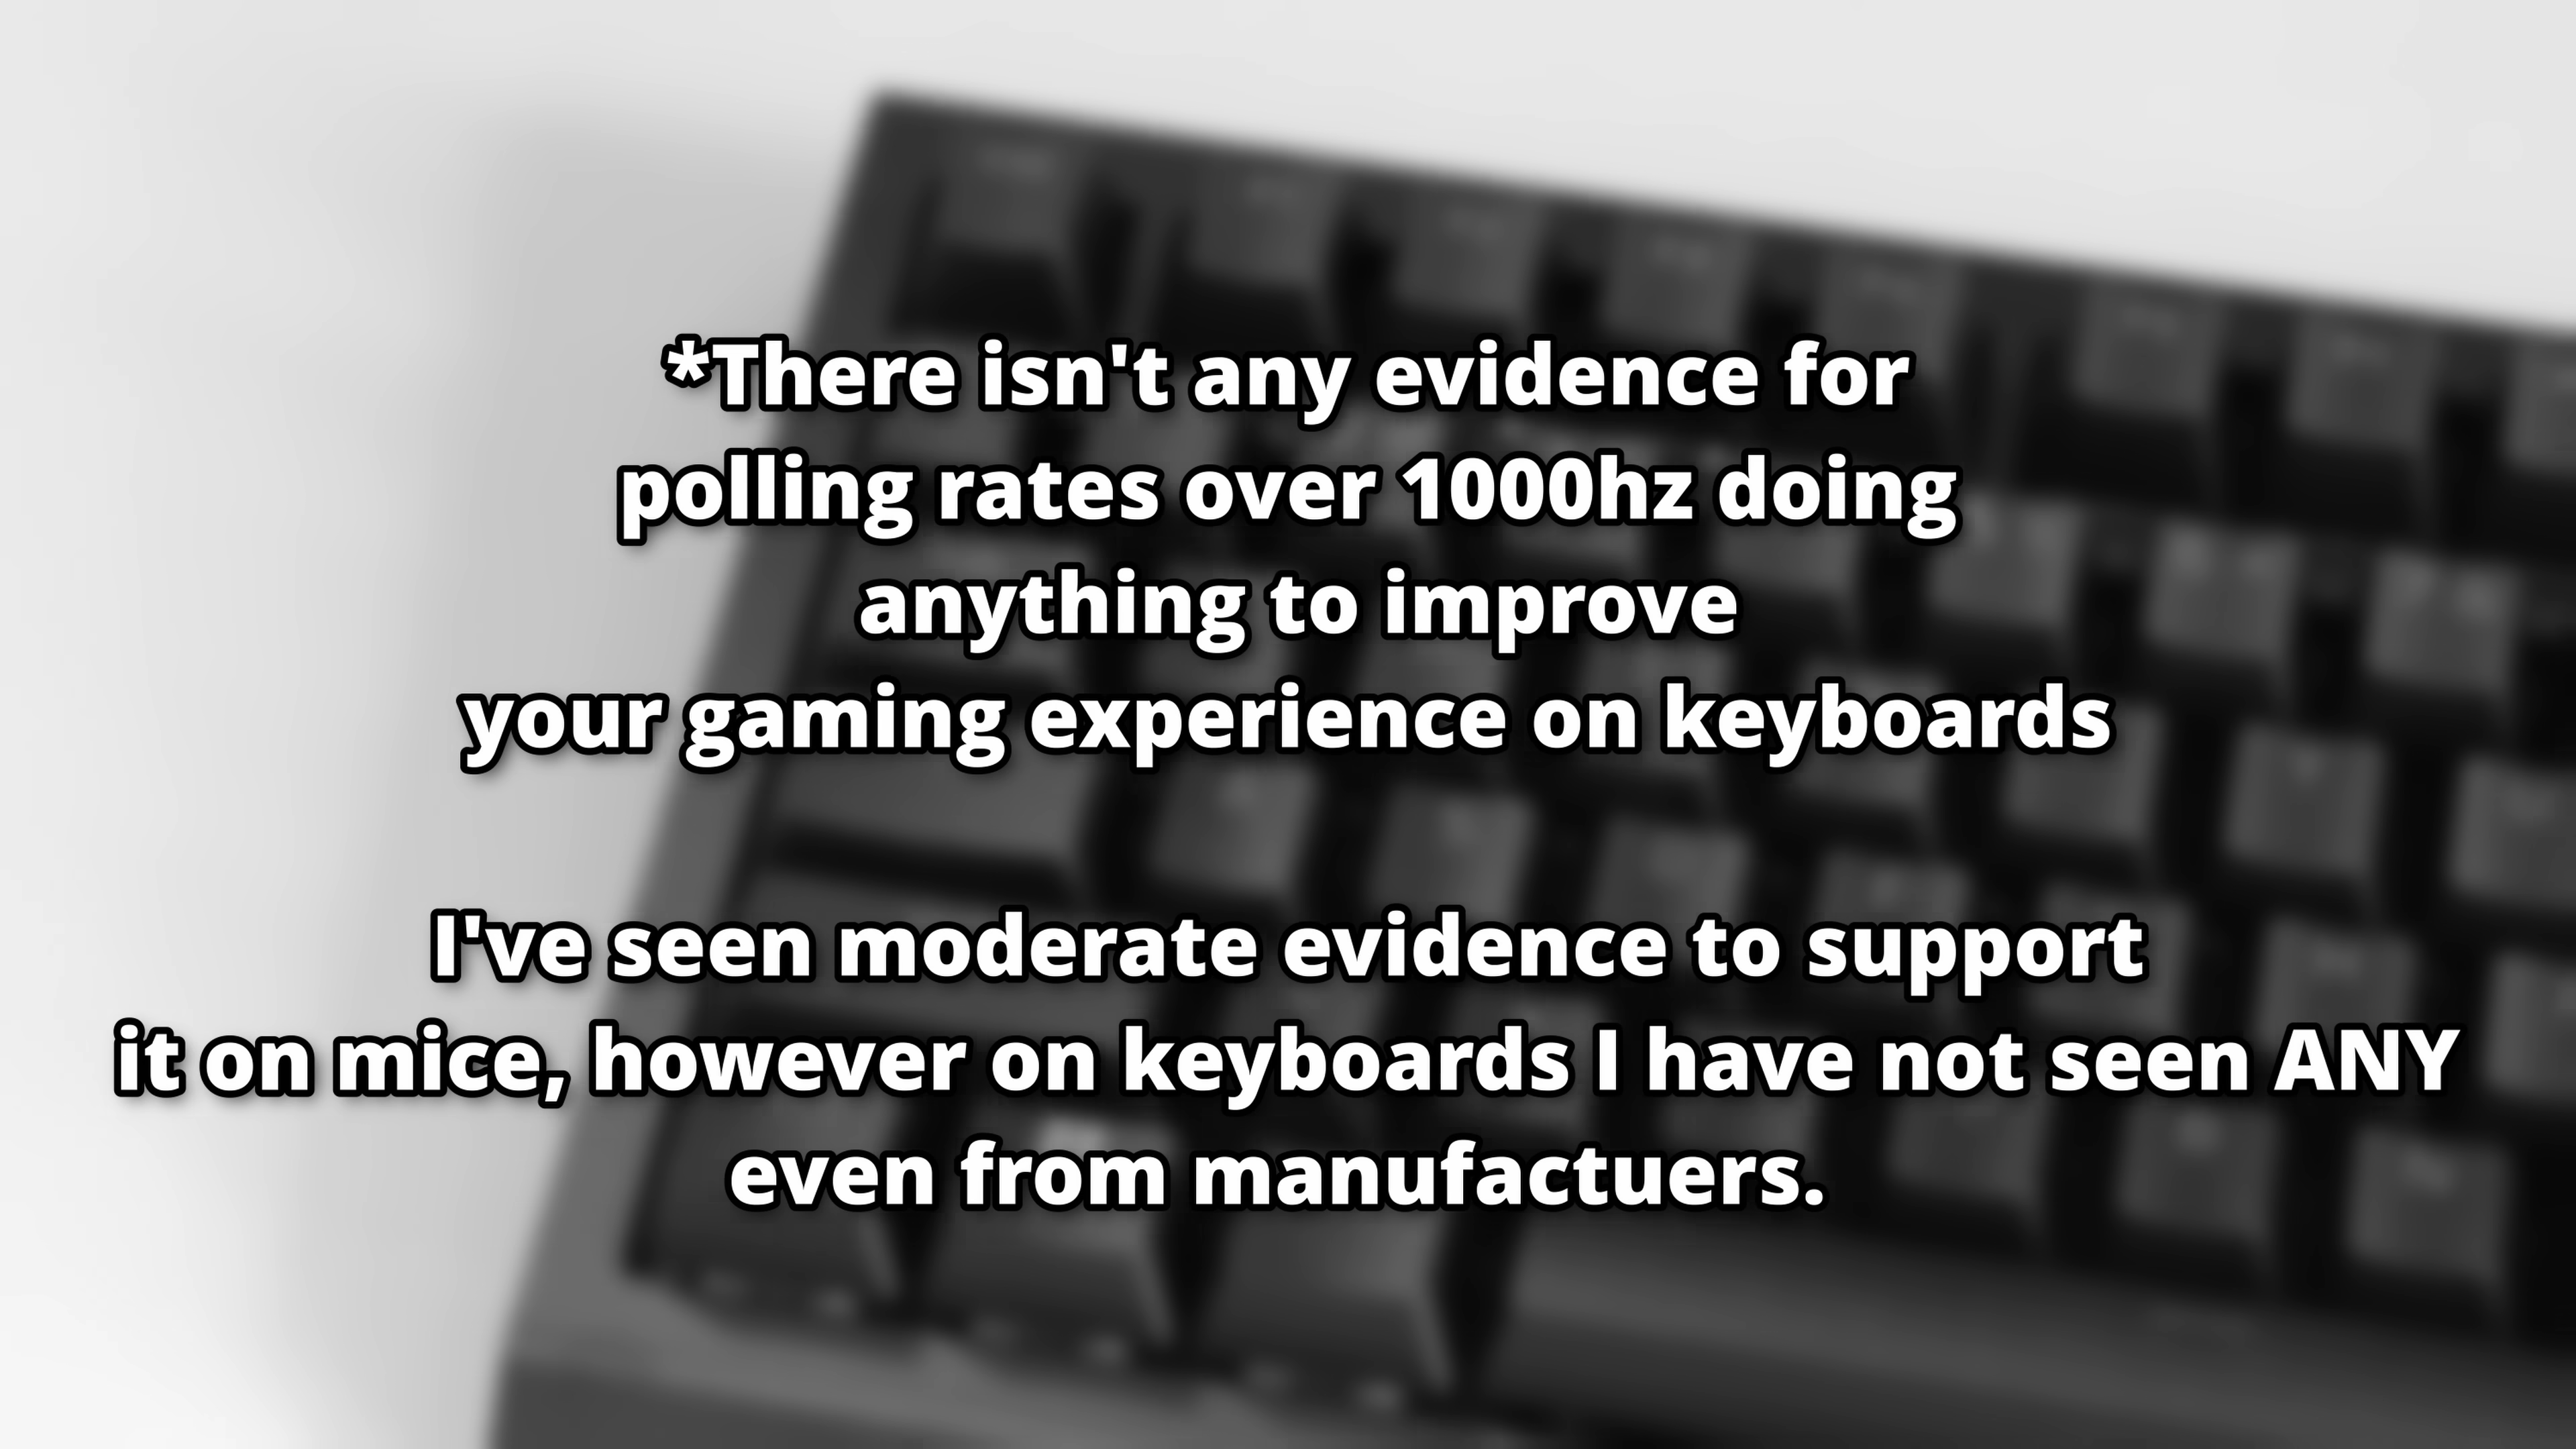 *There isn't any evidence for
polling rates over 1000hz doing
anything to improve
your gaming experience on keyboards
I've seen moderate evidence to support
it on mice, however on keyboards I have not seen ANY
even from manufactuers.